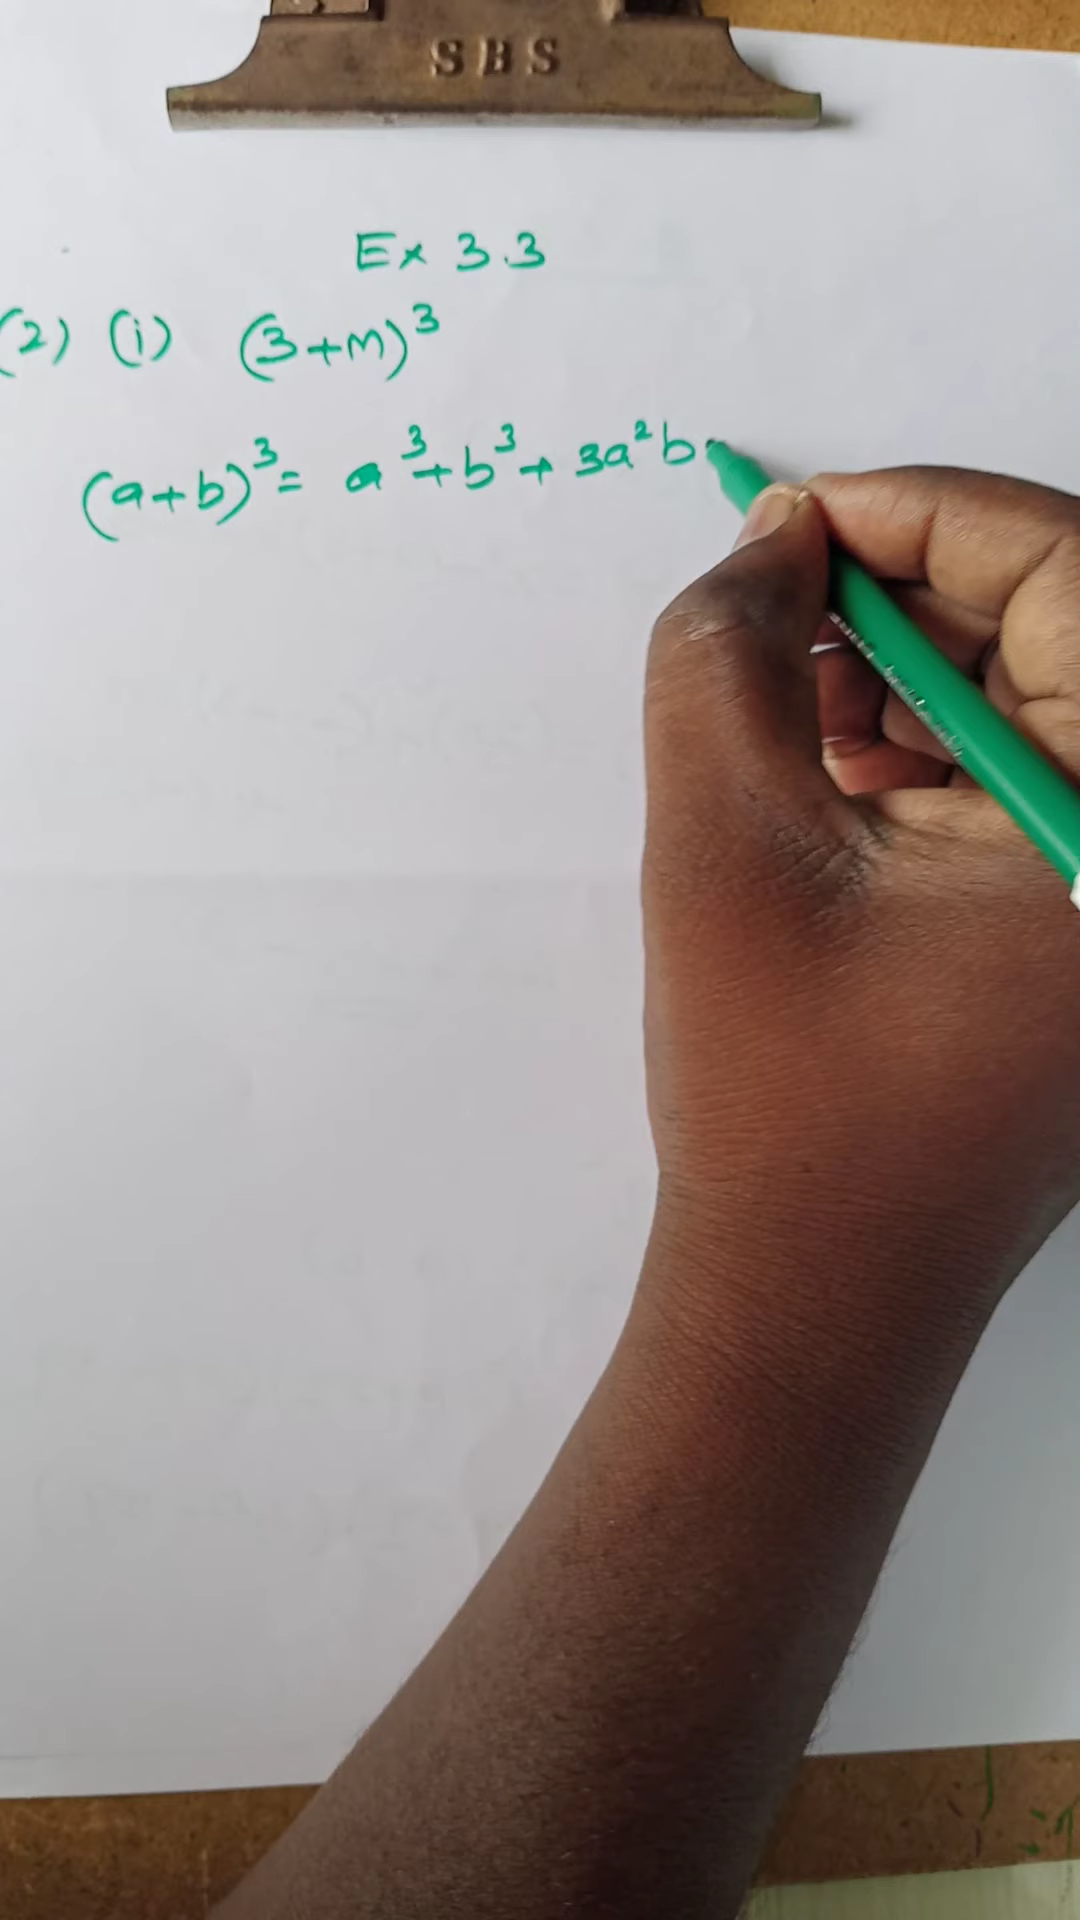 SBS
Ex 3.3
(2) (i) (3+m)³
(a+b)³= a³+b³+ 3a²b